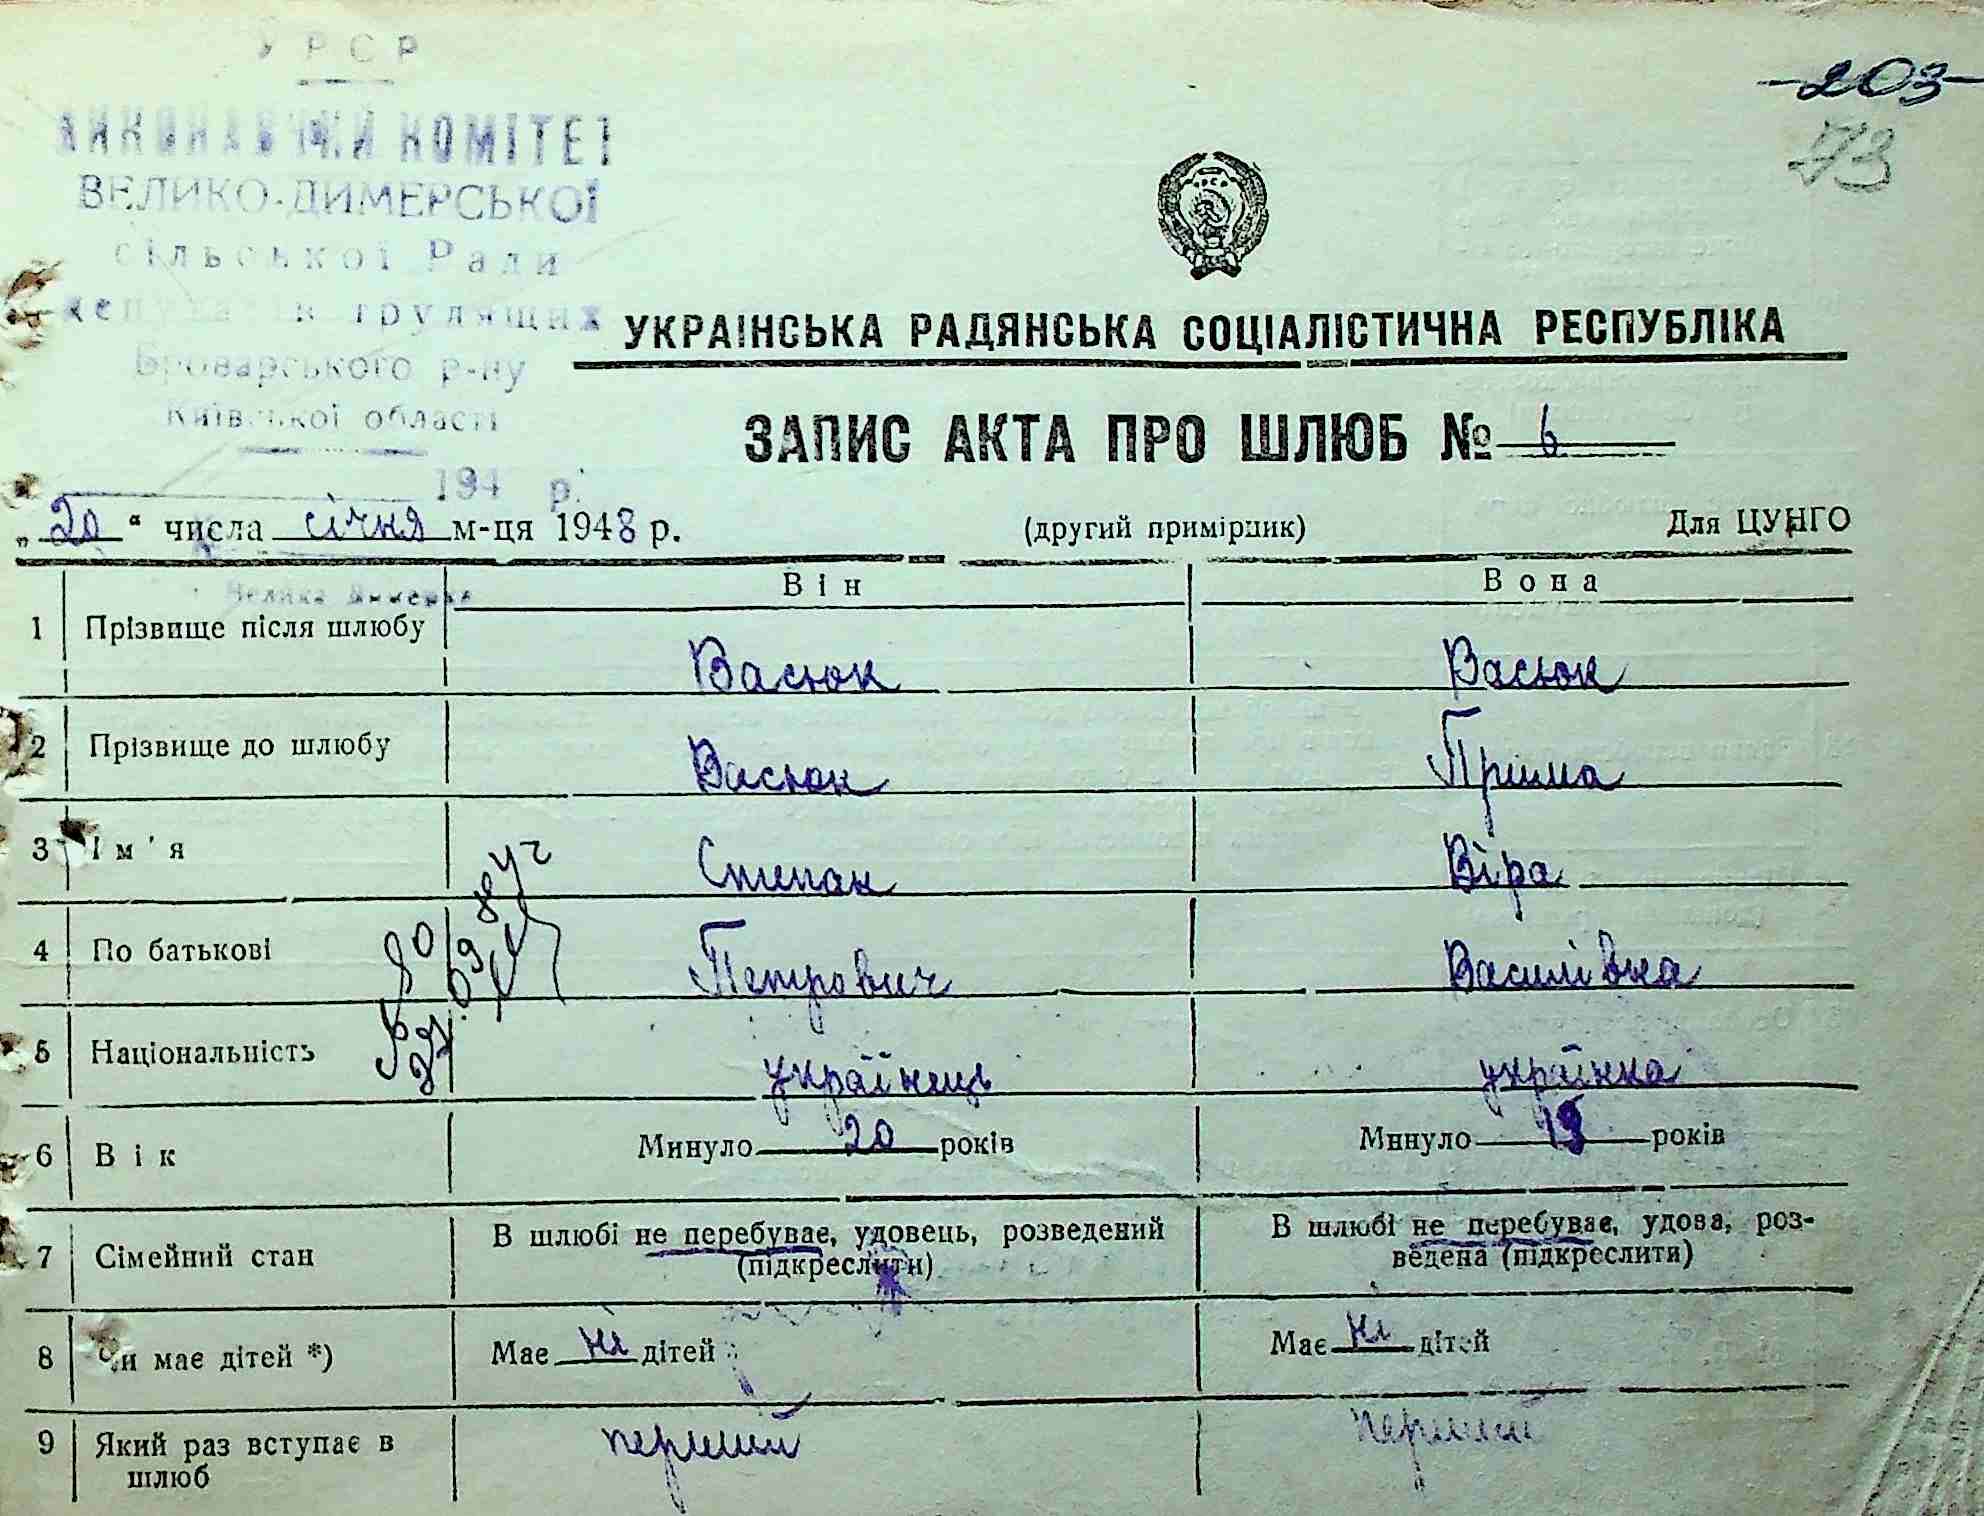 УРСР
ВИКОНАВЧИЙ КОМІТЕТ
ВЕЛИКО-ДИМЕРСЬКОЇ
сільської Ради
депутатів трудящих
Броварського р-ну
Київської області
194 р.
-203-
73
УКРАЇНСЬКА РАДЯНСЬКА СОЦІАЛІСТИЧНА РЕСПУБЛІКА
ЗАПИС АКТА ПРО ШЛЮБ № 6
„20“ числа січня м-ця 1948 р. (другий примірник) Для ЦУНГО
Велика Димерка
Він Вона
1 Прізвище після шлюбу Васюк Васюк
2 Прізвище до шлюбу Васюк Прима
3 Ім'я Степан Віра
4 По батькові Петрович Василівна
5 Національність українець українка
6 Вік Минуло 20 років Минуло 19 років
7 Сімейний стан В шлюбі не перебуває, удовець, розведений (підкреслити) В шлюбі не перебуває, удова, розведена (підкреслити)
8 Чи має дітей *) Має ні дітей Має ні дітей
9 Який раз вступає в шлюб перший перший